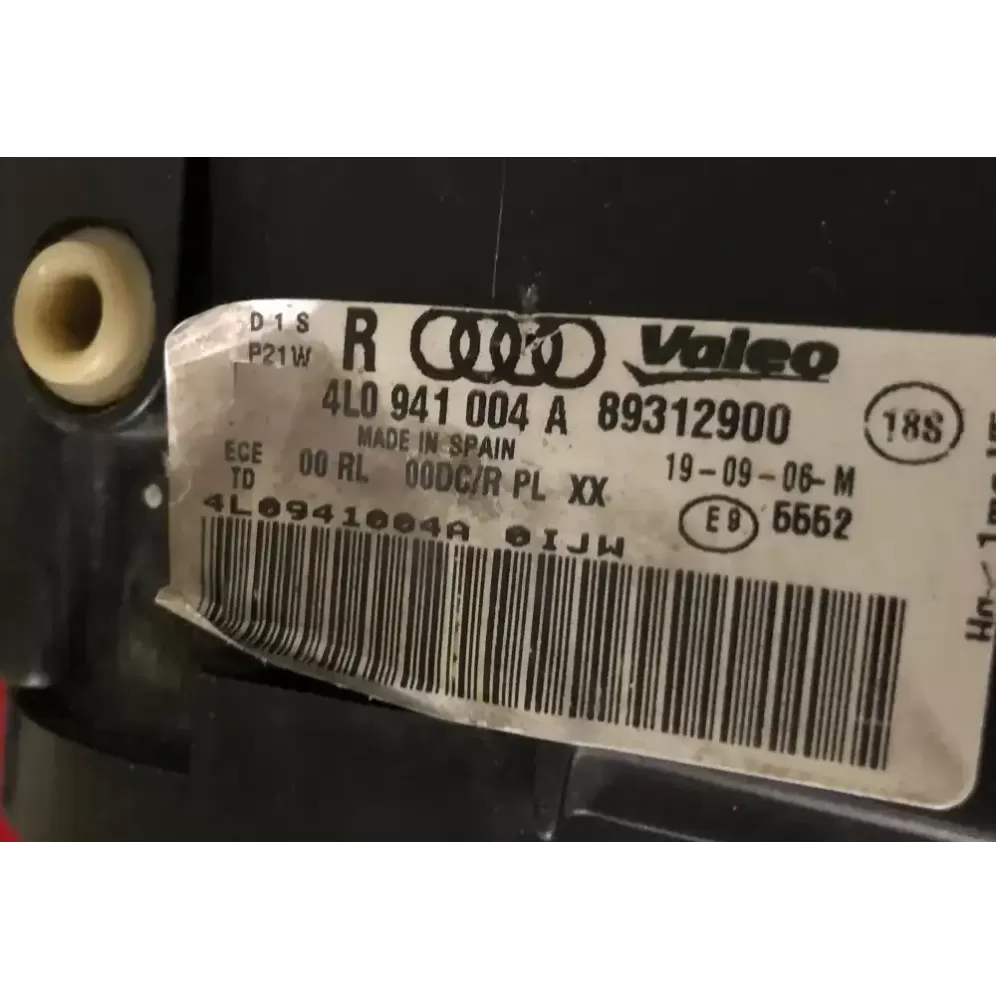 D1S R Valeo
P21W
4L0 941 004 A 89312900 18S
MADE IN SPAIN
ECE 00 RL 00DC/R PL XX 19-09-06-M
TD
E9 5552
4L0941004A 0IJW